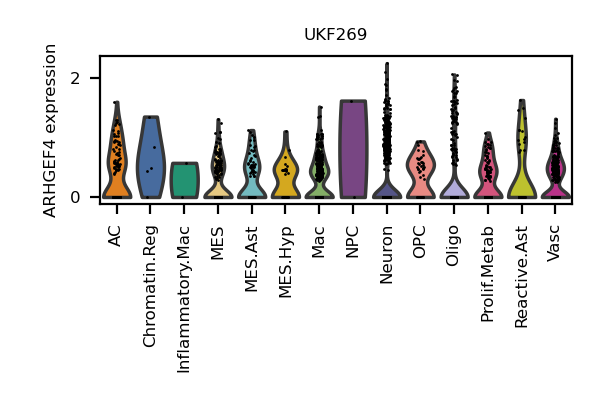 UKF269
ARHGEF4 expression
2
0
AC
Chromatin.Reg
Inflammatory.Mac
MES
MES.Ast
MES.Hyp
Mac
NPC
Neuron
OPC
Oligo
Prolif.Metab
Reactive.Ast
Vasc